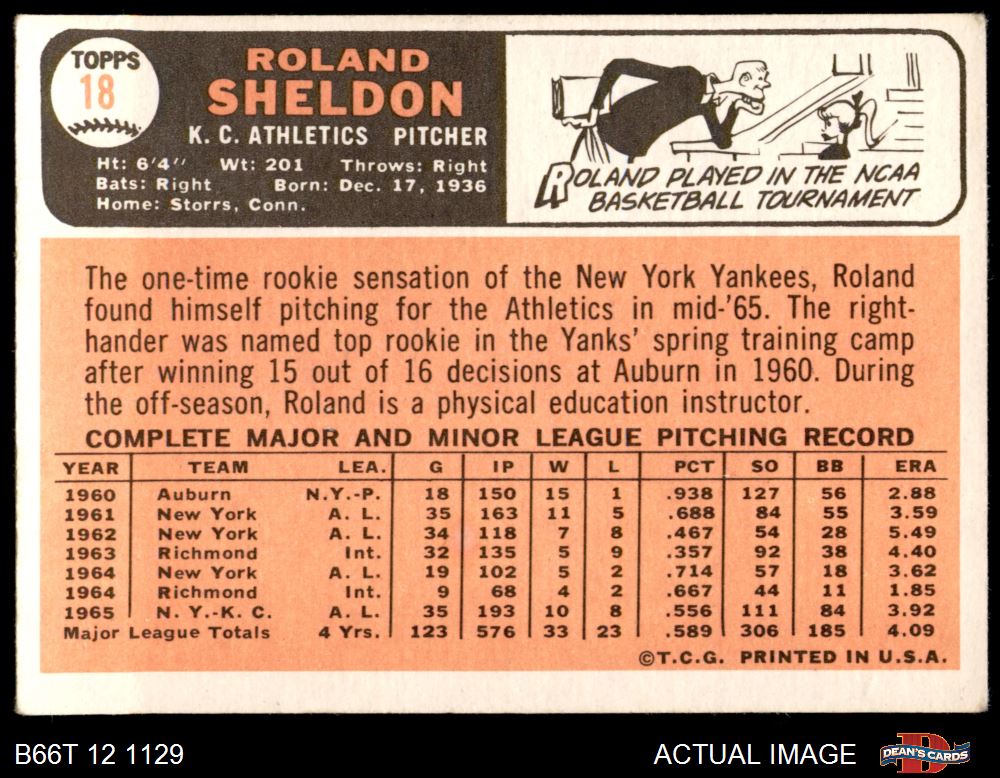 TOPPS
18
ROLAND
SHELDON
K. C. ATHLETICS PITCHER
Ht: 6'4" Wt: 201 Throws: Right
Bats: Right Born: Dec. 17, 1936
Home: Storrs, Conn.
ROLAND PLAYED IN THE NCAA
BASKETBALL TOURNAMENT
The one-time rookie sensation of the New York Yankees, Roland
found himself pitching for the Athletics in mid-'65. The right-
hander was named top rookie in the Yanks' spring training camp
after winning 15 out of 16 decisions at Auburn in 1960. During
the off-season, Roland is a physical education instructor.
COMPLETE MAJOR AND MINOR LEAGUE PITCHING RECORD
YEAR TEAM LEA. G IP W L PCT SO BB ERA
1960 Auburn N.Y.-P. 18 150 15 1 .938 127 56 2.88
1961 New York A. L. 35 163 11 5 .688 84 55 3.59
1962 New York A. L. 34 118 7 8 .467 54 28 5.49
1963 Richmond Int. 32 135 5 9 .357 92 38 4.40
1964 New York A. L. 19 102 5 2 .714 57 18 3.62
1964 Richmond Int. 9 68 4 2 .667 44 11 1.85
1965 N. Y.-K. C. A. L. 35 193 10 8 .556 111 84 3.92
Major League Totals 4 Yrs. 123 576 33 23 .589 306 185 4.09
©T.C.G. PRINTED IN U.S.A.
B66T 12 1129
ACTUAL IMAGE
DEAN'S CARDS